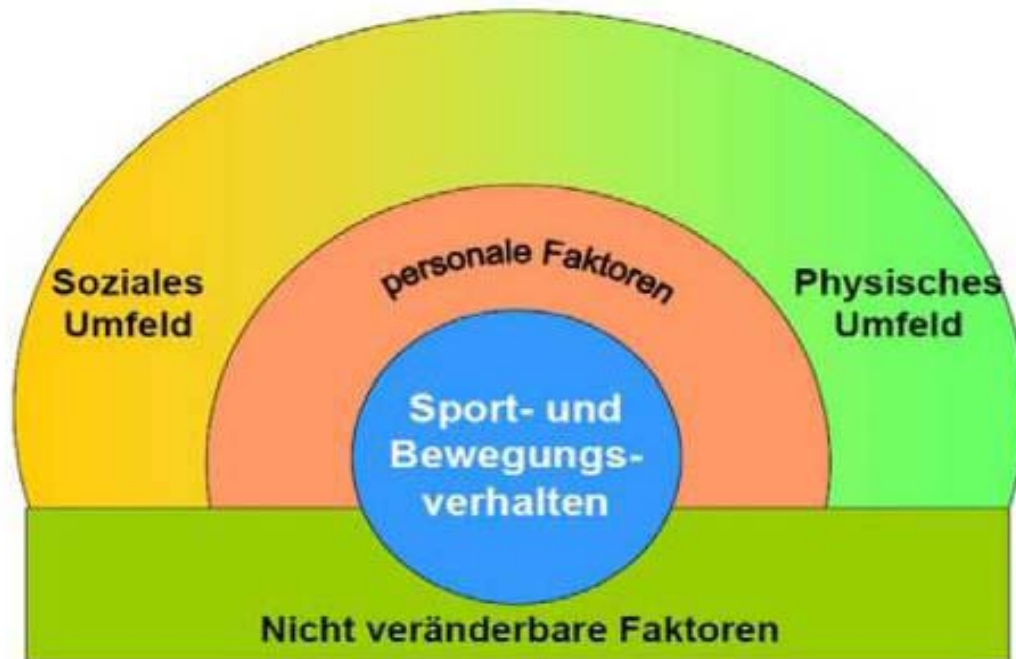 personale Faktoren
Soziales
Umfeld
Physisches
Umfeld
Sport- und
Bewegungs-
verhalten
Nicht veränderbare Faktoren